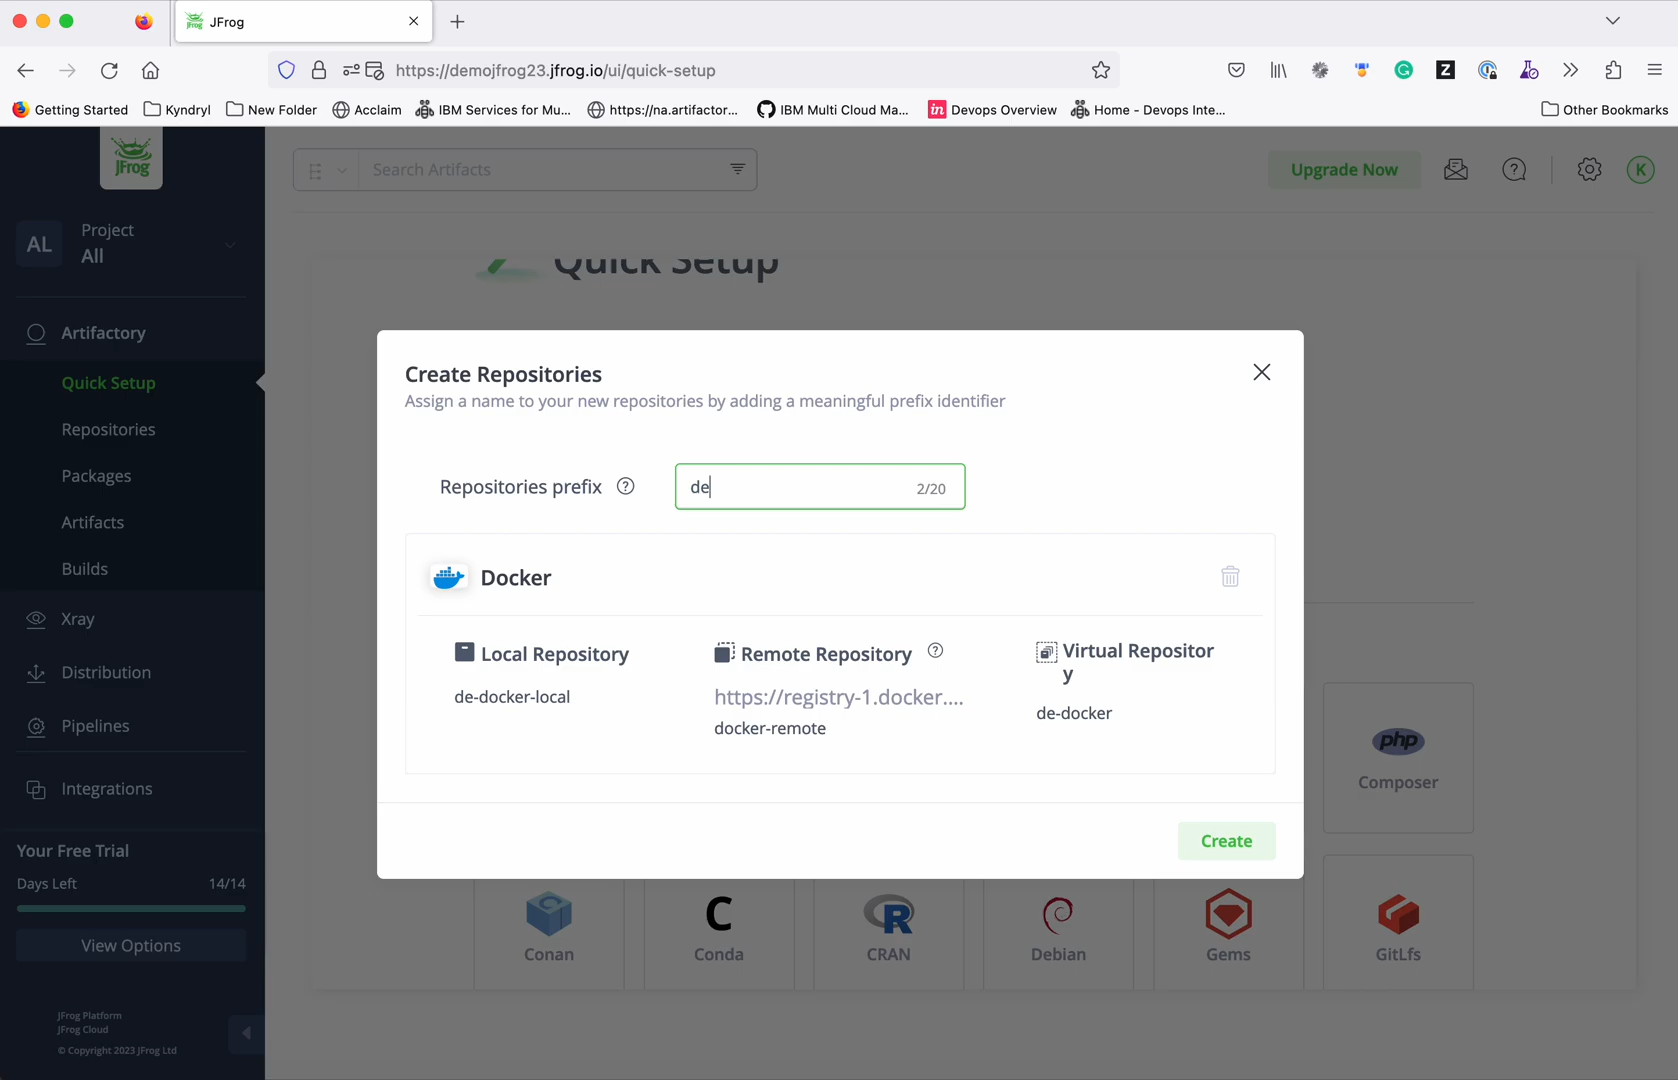 JFrog
https://demojfrog23.jfrog.io/ui/quick-setup
Getting Started
Kyndryl
New Folder
Acclaim
IBM Services for Mu...
https://na.artifactor...
IBM Multi Cloud Ma...
in Devops Overview
Home - Devops Inte...
Other Bookmarks
JFrog
Search Artifacts
Upgrade Now
K
AL
Project
All
Quick Setup
Artifactory
Quick Setup
Repositories
Packages
Artifacts
Builds
Xray
Distribution
Pipelines
Integrations
Your Free Trial
Days Left 14/14
View Options
JFrog Platform
JFrog Cloud
© Copyright 2023 JFrog Ltd
Create Repositories
Assign a name to your new repositories by adding a meaningful prefix identifier
Repositories prefix
de 2/20
Docker
Local Repository
de-docker-local
Remote Repository
https://registry-1.docker....
docker-remote
Virtual Repositor
y
de-docker
Create
php
Composer
Conan
Conda
CRAN
Debian
Gems
GitLfs